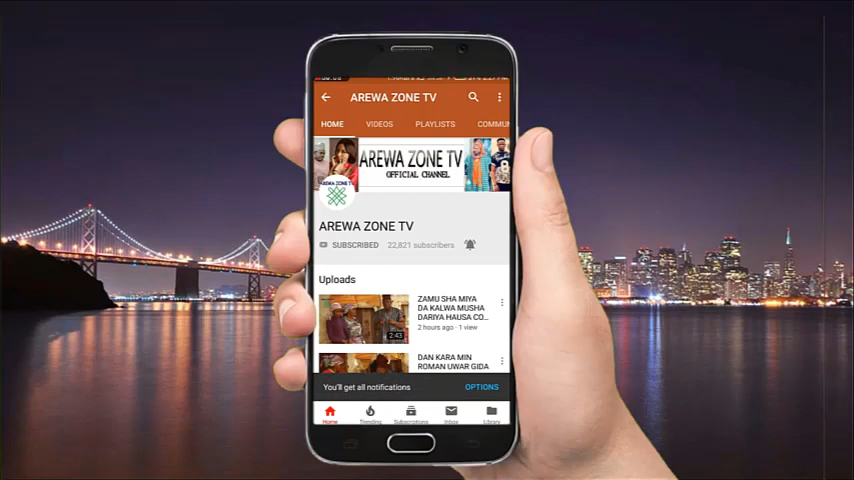 AREWA ZONE TV
HOME VIDEOS PLAYLISTS COMMUN
AREWA ZONE TV
OFFICIAL CHANNEL
AREWA ZONE TV
AREWA ZONE TV
SUBSCRIBED 22,821 subscribers
Uploads
ZAMU SHA MIYA
DA KALWA MUSHA
DARIYA HAUSA CO...
2 hours ago · 1 view
2:43
DAN KARA MIN
ROMAN UWAR GIDA
You'll get all notifications OPTIONS
Home Trending Subscriptions Inbox Library